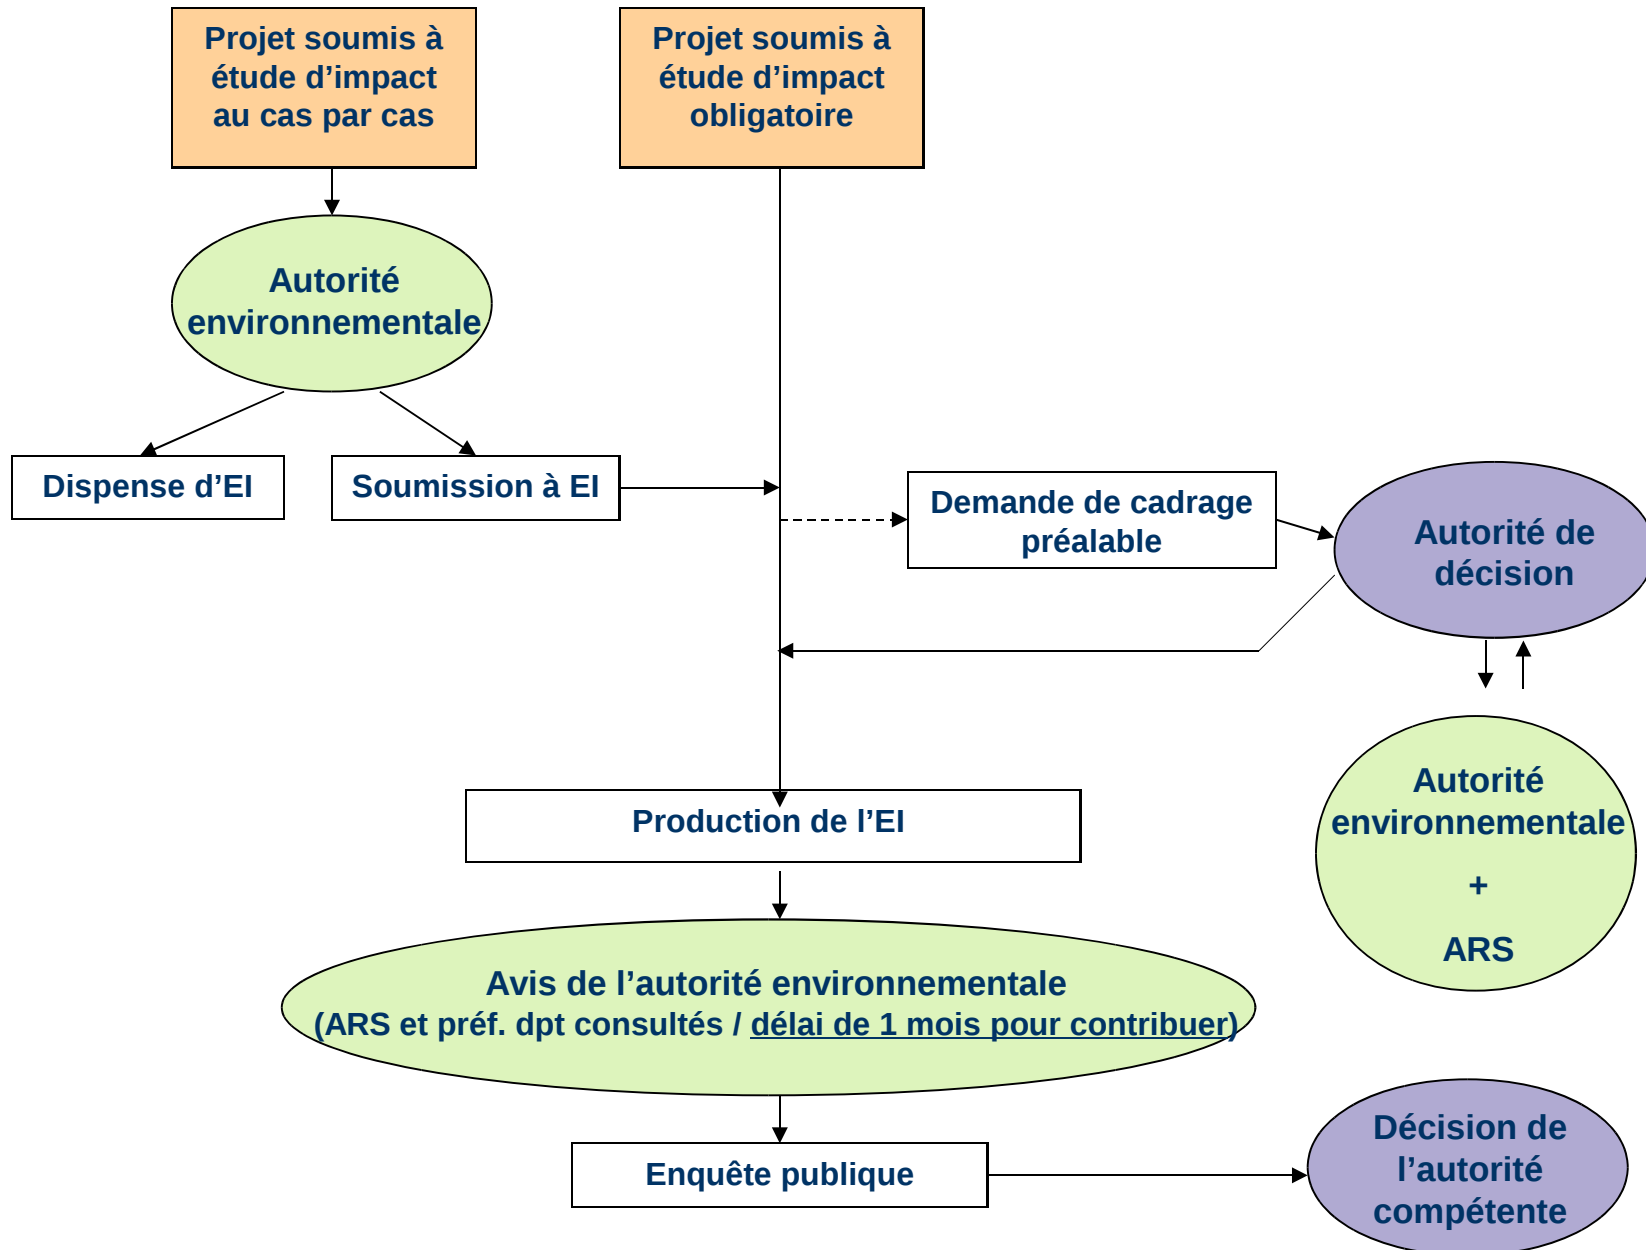 Projet soumis à
étude d’impact
au cas par cas
Projet soumis à
étude d’impact
obligatoire
Autorité
environnementale
Dispense d’EI
Soumission à EI
Demande de cadrage
préalable
Autorité de
décision
Autorité
environnementale
+
ARS
Production de l’EI
Avis de l’autorité environnementale
(ARS et préf. dpt consultés / délai de 1 mois pour contribuer)
Enquête publique
Décision de
l’autorité
compétente